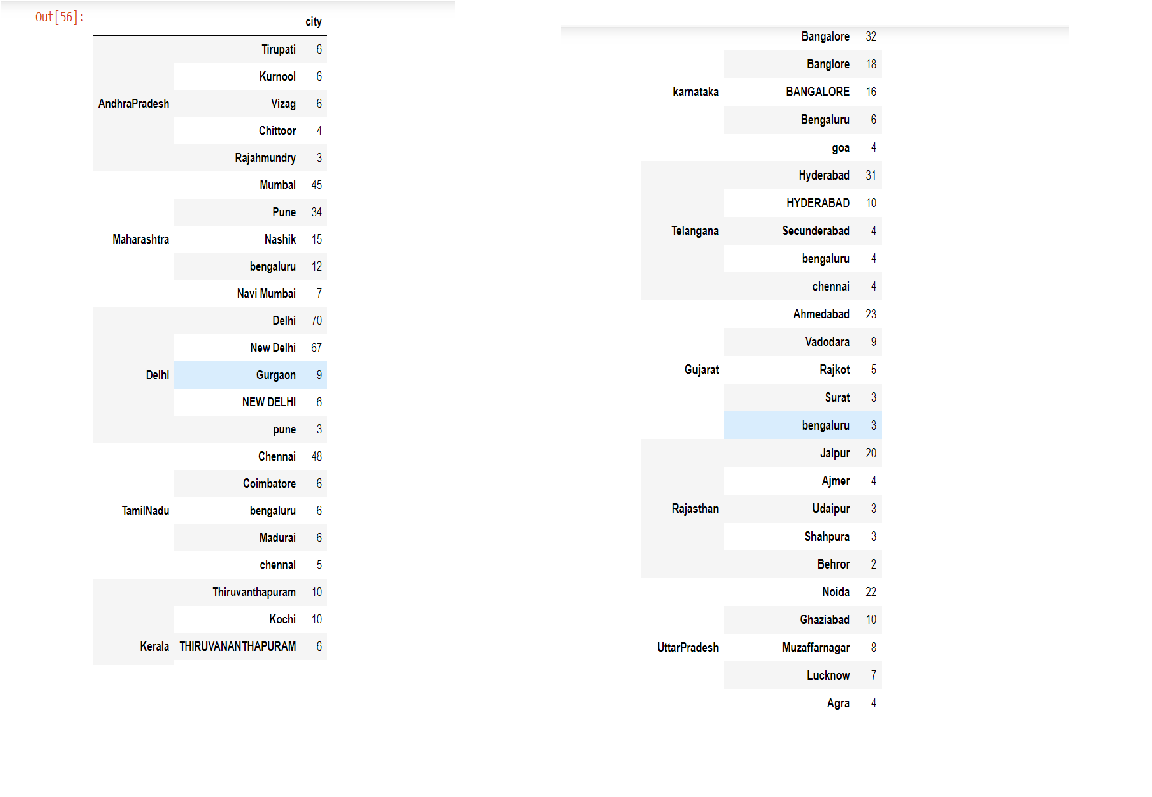 Out[56]:
city
Tirupati 6
Kurnool 6
AndhraPradesh Vizag 6
Chittoor 4
Rajahmundry 3
Mumbai 45
Pune 34
Maharashtra Nashik 15
bengaluru 12
Navi Mumbai 7
Delhi 70
New Delhi 67
Delhi Gurgaon 9
NEW DELHI 6
pune 3
Chennai 48
Coimbatore 6
TamilNadu bengaluru 6
Madurai 6
chennai 5
Thiruvanthapuram 10
Kochi 10
Kerala THIRUVANANTHAPURAM 6
Bangalore 32
Banglore 18
karnataka BANGALORE 16
Bengaluru 6
goa 4
Hyderabad 31
HYDERABAD 10
Telangana Secunderabad 4
bengaluru 4
chennai 4
Ahmedabad 23
Vadodara 9
Gujarat Rajkot 5
Surat 3
bengaluru 3
Jaipur 20
Ajmer 4
Rajasthan Udaipur 3
Shahpura 3
Behror 2
Noida 22
Ghaziabad 10
UttarPradesh Muzaffarnagar 8
Lucknow 7
Agra 4